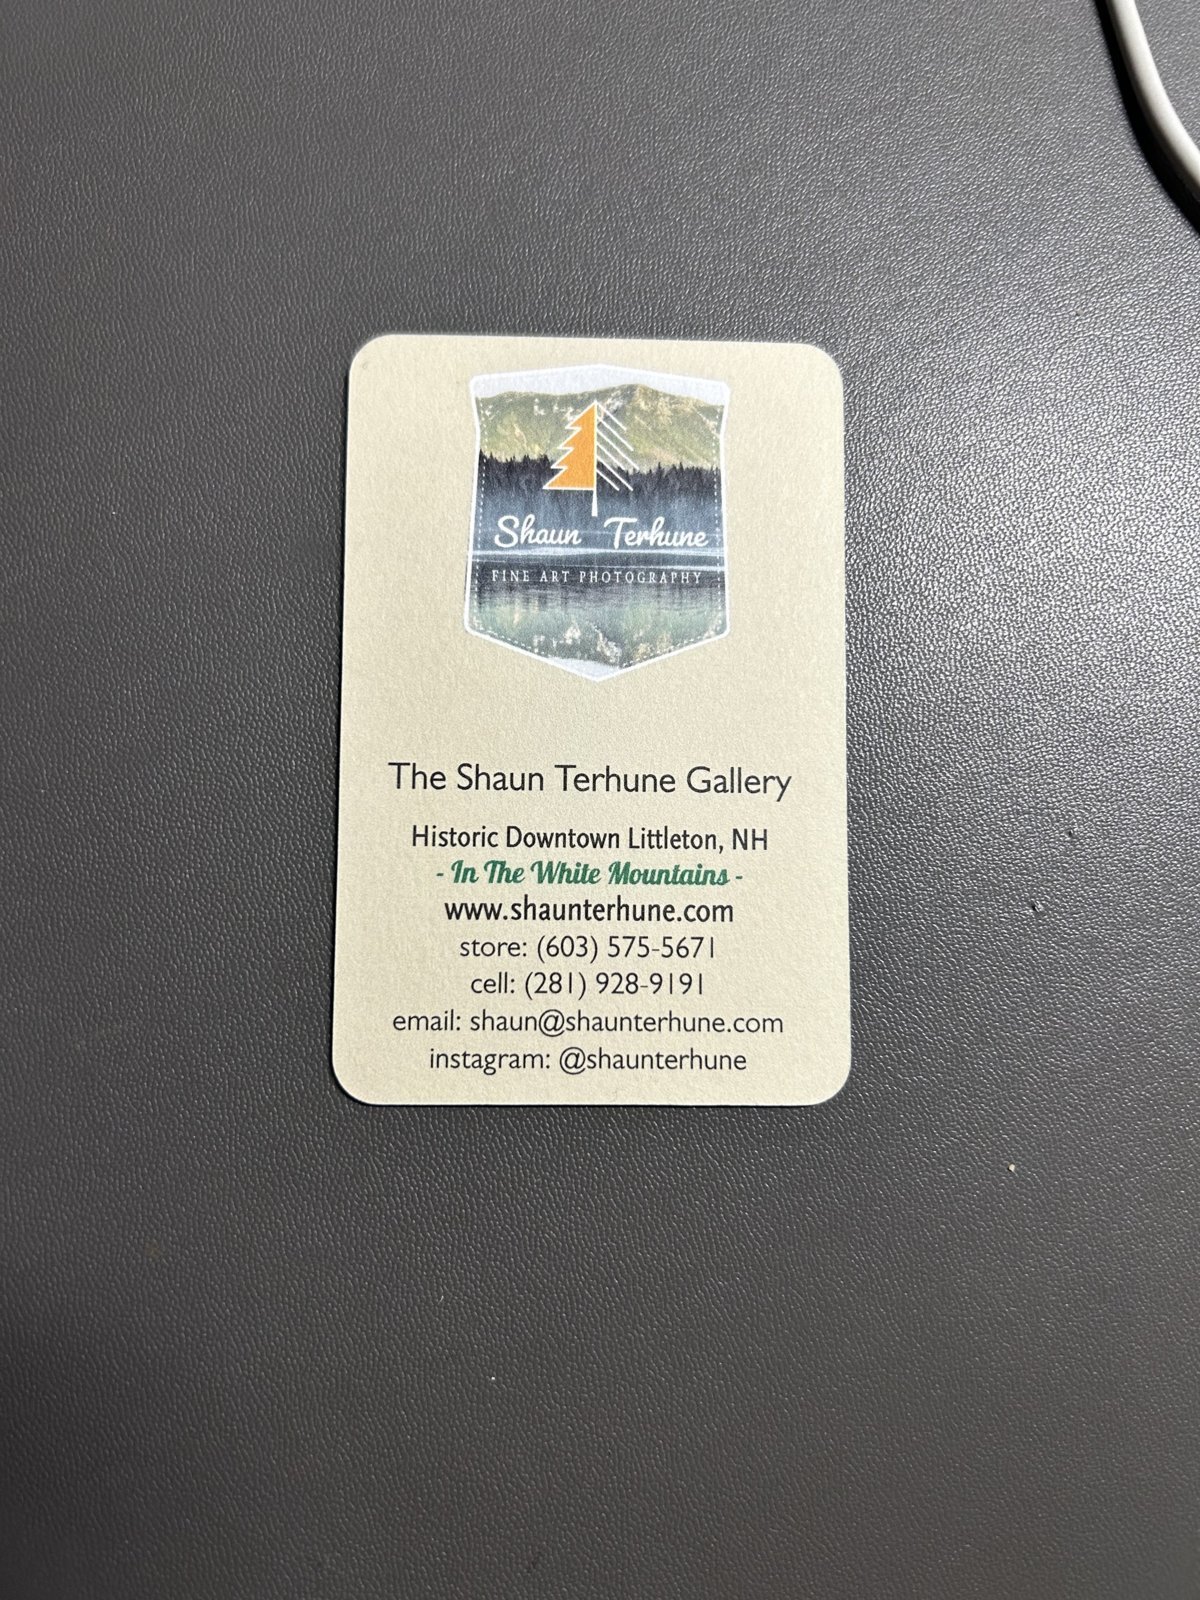 Shaun Terhune
FINE ART PHOTOGRAPHY
The Shaun Terhune Gallery
Historic Downtown Littleton, NH
- In The White Mountains -
www.shaunterhune.com
store: (603) 575-5671
cell: (281) 928-9191
email: shaun@shaunterhune.com
instagram: @shaunterhune